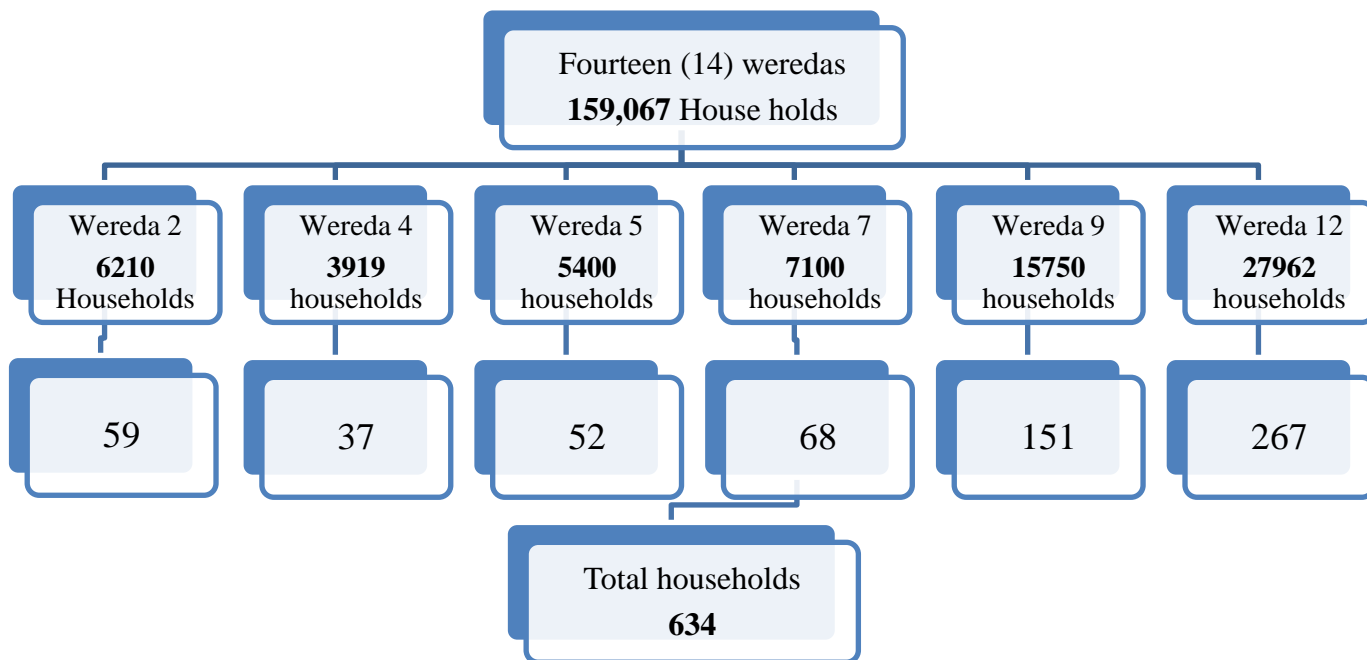 Fourteen (14) weredas
159,067 House holds
Wereda 2
6210
Households
Wereda 4
3919
households
Wereda 5
5400
households
Wereda 7
7100
households
Wereda 9
15750
households
Wereda 12
27962
households
59
37
52
68
151
267
Total households
634